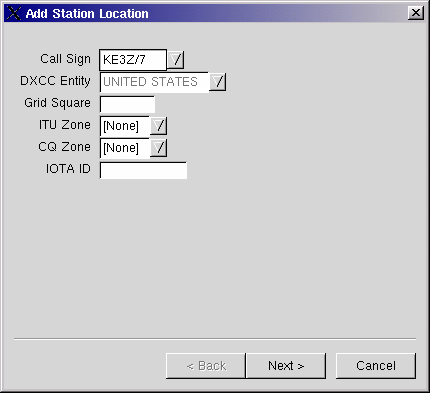 Add Station Location
Call Sign KE3Z/7
DXCC Entity UNITED STATES
Grid Square
ITU Zone [None]
CQ Zone [None]
IOTA ID
< Back Next > Cancel